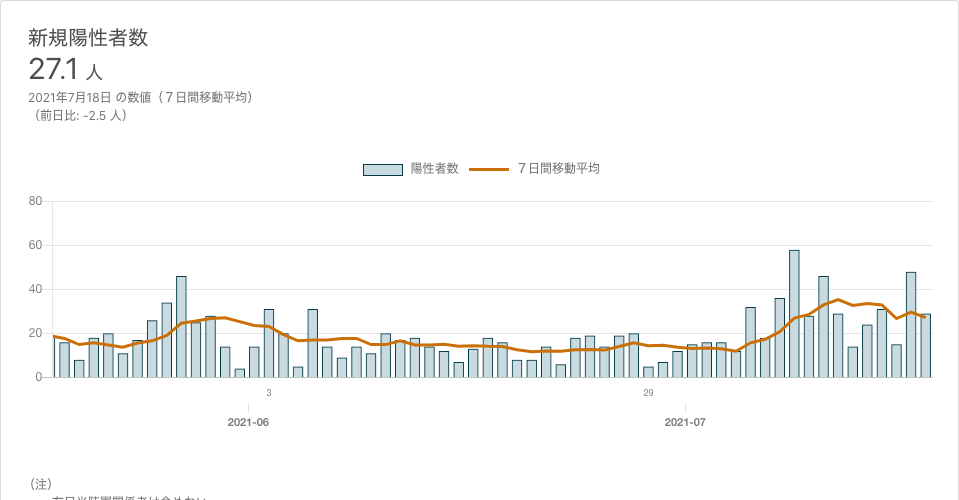 新規陽性者数
27.1 人
2021年7月18日 の数値（７日間移動平均）
（前日比: -2.5 人）
陽性者数 ７日間移動平均
80
60
40
20
0
3 29
2021-06 2021-07
（注）